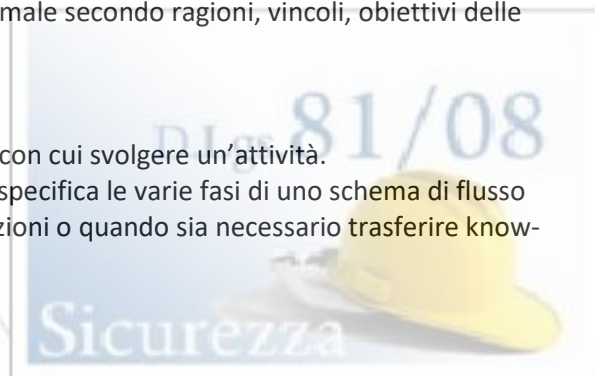 male secondo ragioni, vincoli, obiettivi delle
D.Lgs 81/08
con cui svolgere un’attività.
specifica le varie fasi di uno schema di flusso
zioni o quando sia necessario trasferire know-
Sicurezza